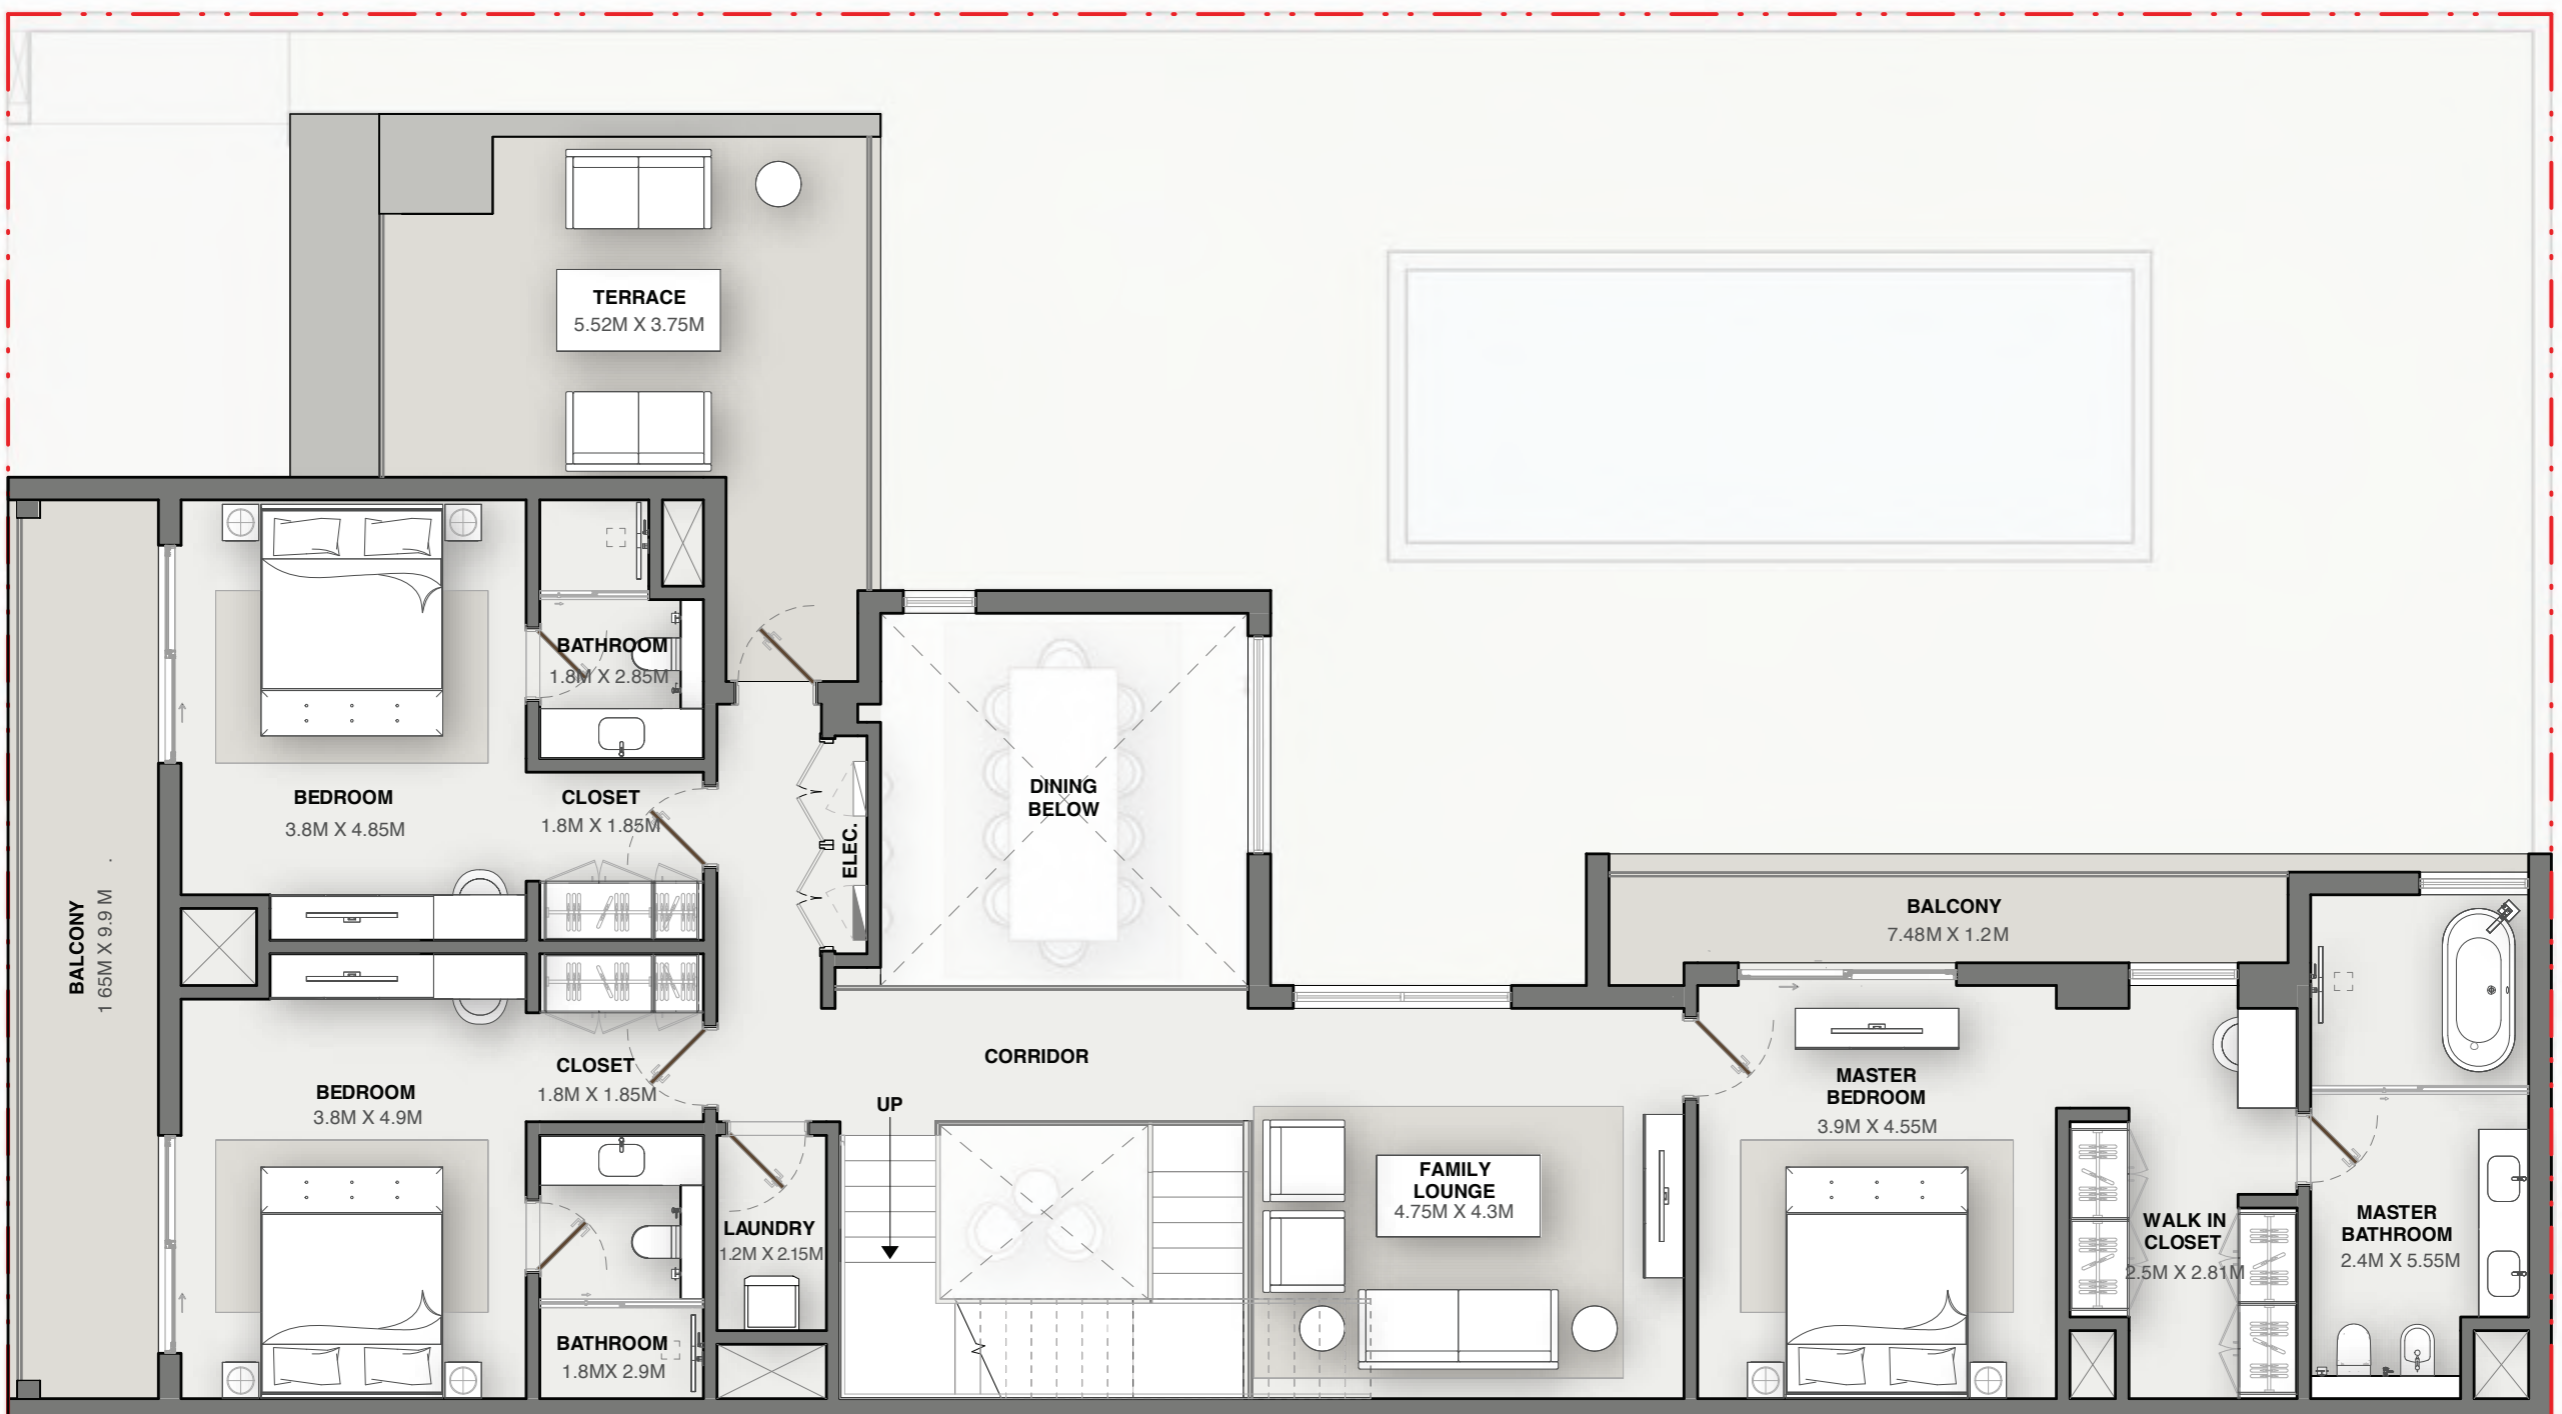 TERRACE
5.52M X 3.75M
BATHROOM
1.8M X 2.85M
BEDROOM
3.8M X 4.85M
CLOSET
1.8M X 1.85M
ELEC.
DINING
BELOW
BALCONY
1 65M X 9.9 M .
BALCONY
7.48M X 1.2M
CORRIDOR
BEDROOM
3.8M X 4.9M
CLOSET
1.8M X 1.85M
UP
MASTER
BEDROOM
3.9M X 4.55M
FAMILY
LOUNGE
4.75M X 4.3M
LAUNDRY
1.2M X 2.15M
WALK IN
CLOSET
2.5M X 2.81M
MASTER
BATHROOM
2.4M X 5.55M
BATHROOM
1.8MX 2.9M